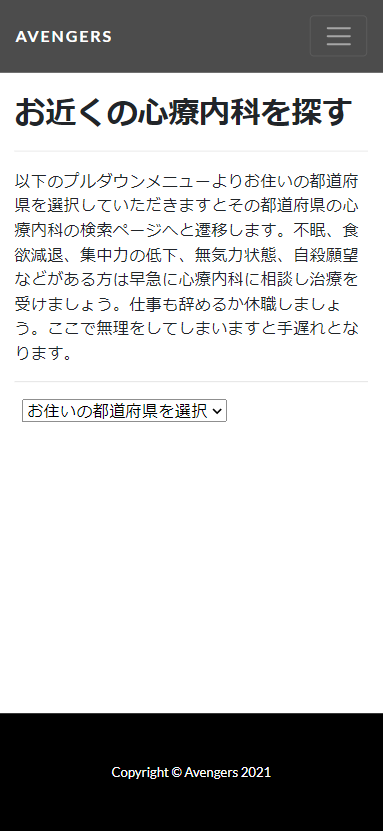 AVENGERS
お近くの心療内科を探す
以下のプルダウンメニューよりお住いの都道府
県を選択していただきますとその都道府県の心
療内科の検索ページへと遷移します。不眠、食
欲減退、集中力の低下、無気力状態、自殺願望
などがある方は早急に心療内科に相談し治療を
受けましょう。仕事も辞めるか休職しましょ
う。ここで無理をしてしまいますと手遅れとな
ります。
お住いの都道府県を選択
Copyright © Avengers 2021